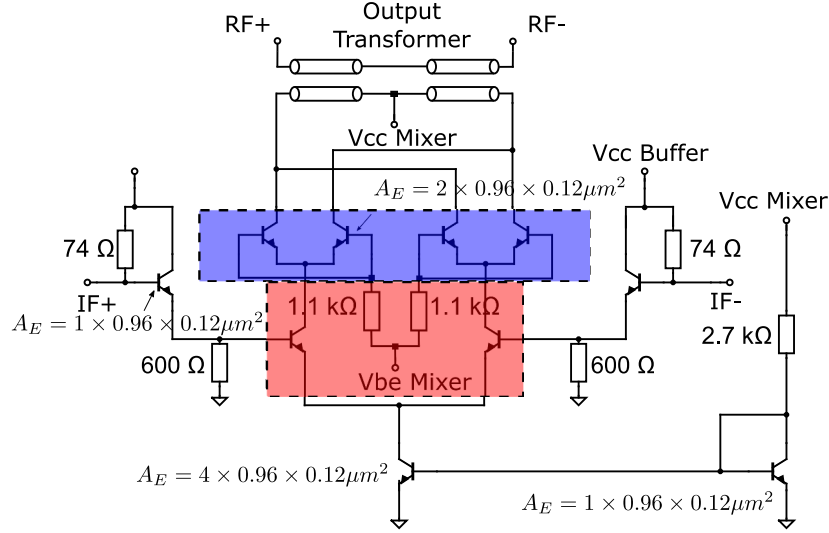 Output
Transformer
RF+
RF-
Vcc Mixer
Vcc Buffer
A_E = 2 × 0.96 × 0.12μm²
Vcc Mixer
74 Ω
74 Ω
IF+
IF-
1.1 kΩ
1.1 kΩ
A_E = 1 × 0.96 × 0.12μm²
2.7 kΩ
600 Ω
600 Ω
Vbe Mixer
A_E = 4 × 0.96 × 0.12μm²
A_E = 1 × 0.96 × 0.12μm²